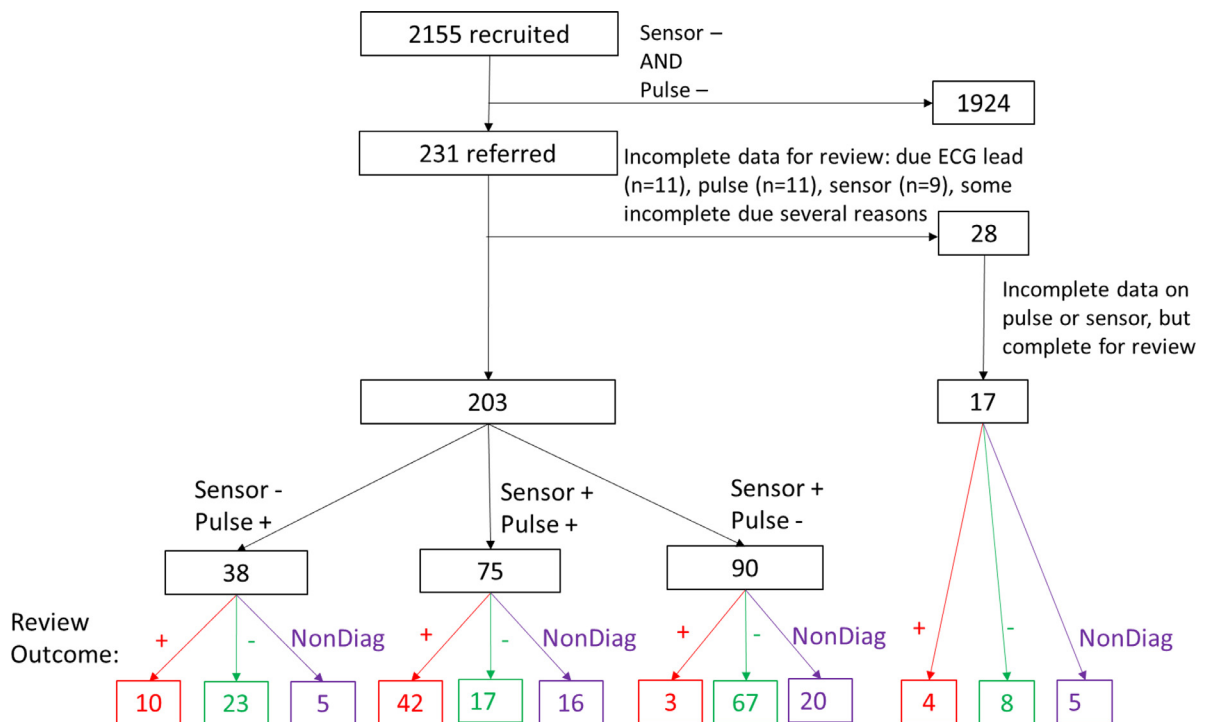 2155 recruited
Sensor –
AND
Pulse –
1924
231 referred
Incomplete data for review: due ECG lead
(n=11), pulse (n=11), sensor (n=9), some
incomplete due several reasons
28
Incomplete data on
pulse or sensor, but
complete for review
203
17
Sensor -
Pulse +
Sensor +
Pulse +
Sensor +
Pulse -
38
75
90
Review
Outcome:
+
-
NonDiag
+
-
NonDiag
+
-
NonDiag
+
-
NonDiag
10
23
5
42
17
16
3
67
20
4
8
5